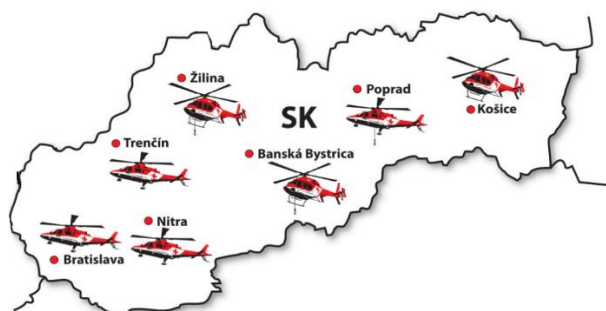 Žilina
Poprad
SK
Košice
Trenčín
Banská Bystrica
Nitra
Bratislava